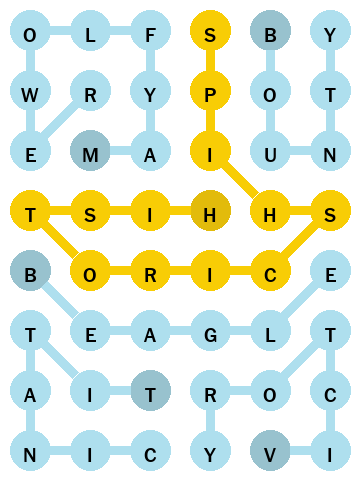 O L F S B Y
W R Y P O T
E M A I U N
T S I H H S
B O R I C E
T E A G L T
A I T R O C
N I C Y V I